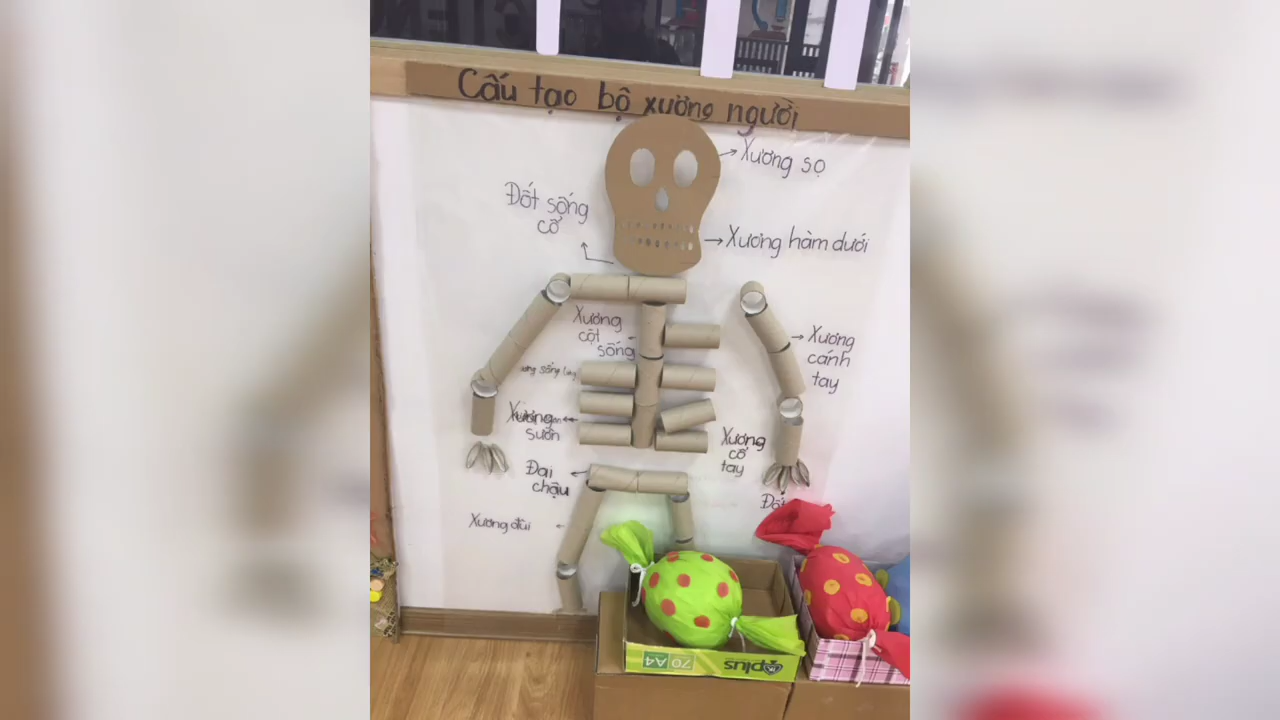 Cấu tạo bộ xương người
Xương sọ
Đốt sống
cổ
Xương hàm dưới
Xương
cột
sống
Xương
cánh
tay
Xương
sườn
Xương
cổ
tay
Đai
chậu
Đốt
Xương đùi
70 A4
plus